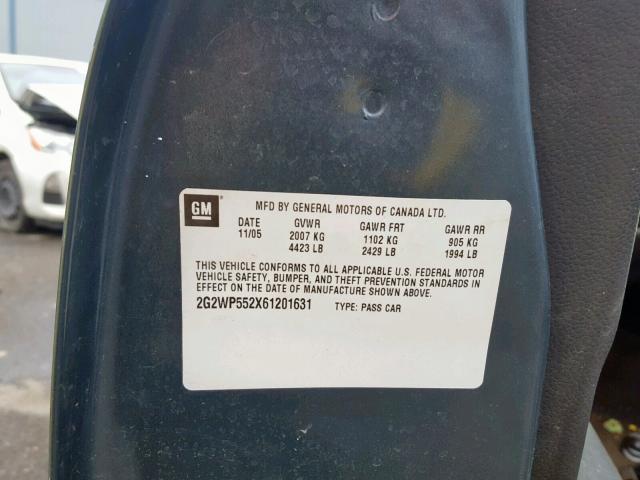 GM MFD BY GENERAL MOTORS OF CANADA LTD.
DATE GVWR GAWR FRT GAWR RR
11/05 2007 KG 1102 KG 905 KG
4423 LB 2429 LB 1994 LB
THIS VEHICLE CONFORMS TO ALL APPLICABLE U.S. FEDERAL MOTOR
VEHICLE SAFETY, BUMPER, AND THEFT PREVENTION STANDARDS IN
EFFECT ON THE DATE OF MANUFACTURE SHOWN ABOVE.
2G2WP552X61201631 TYPE: PASS CAR